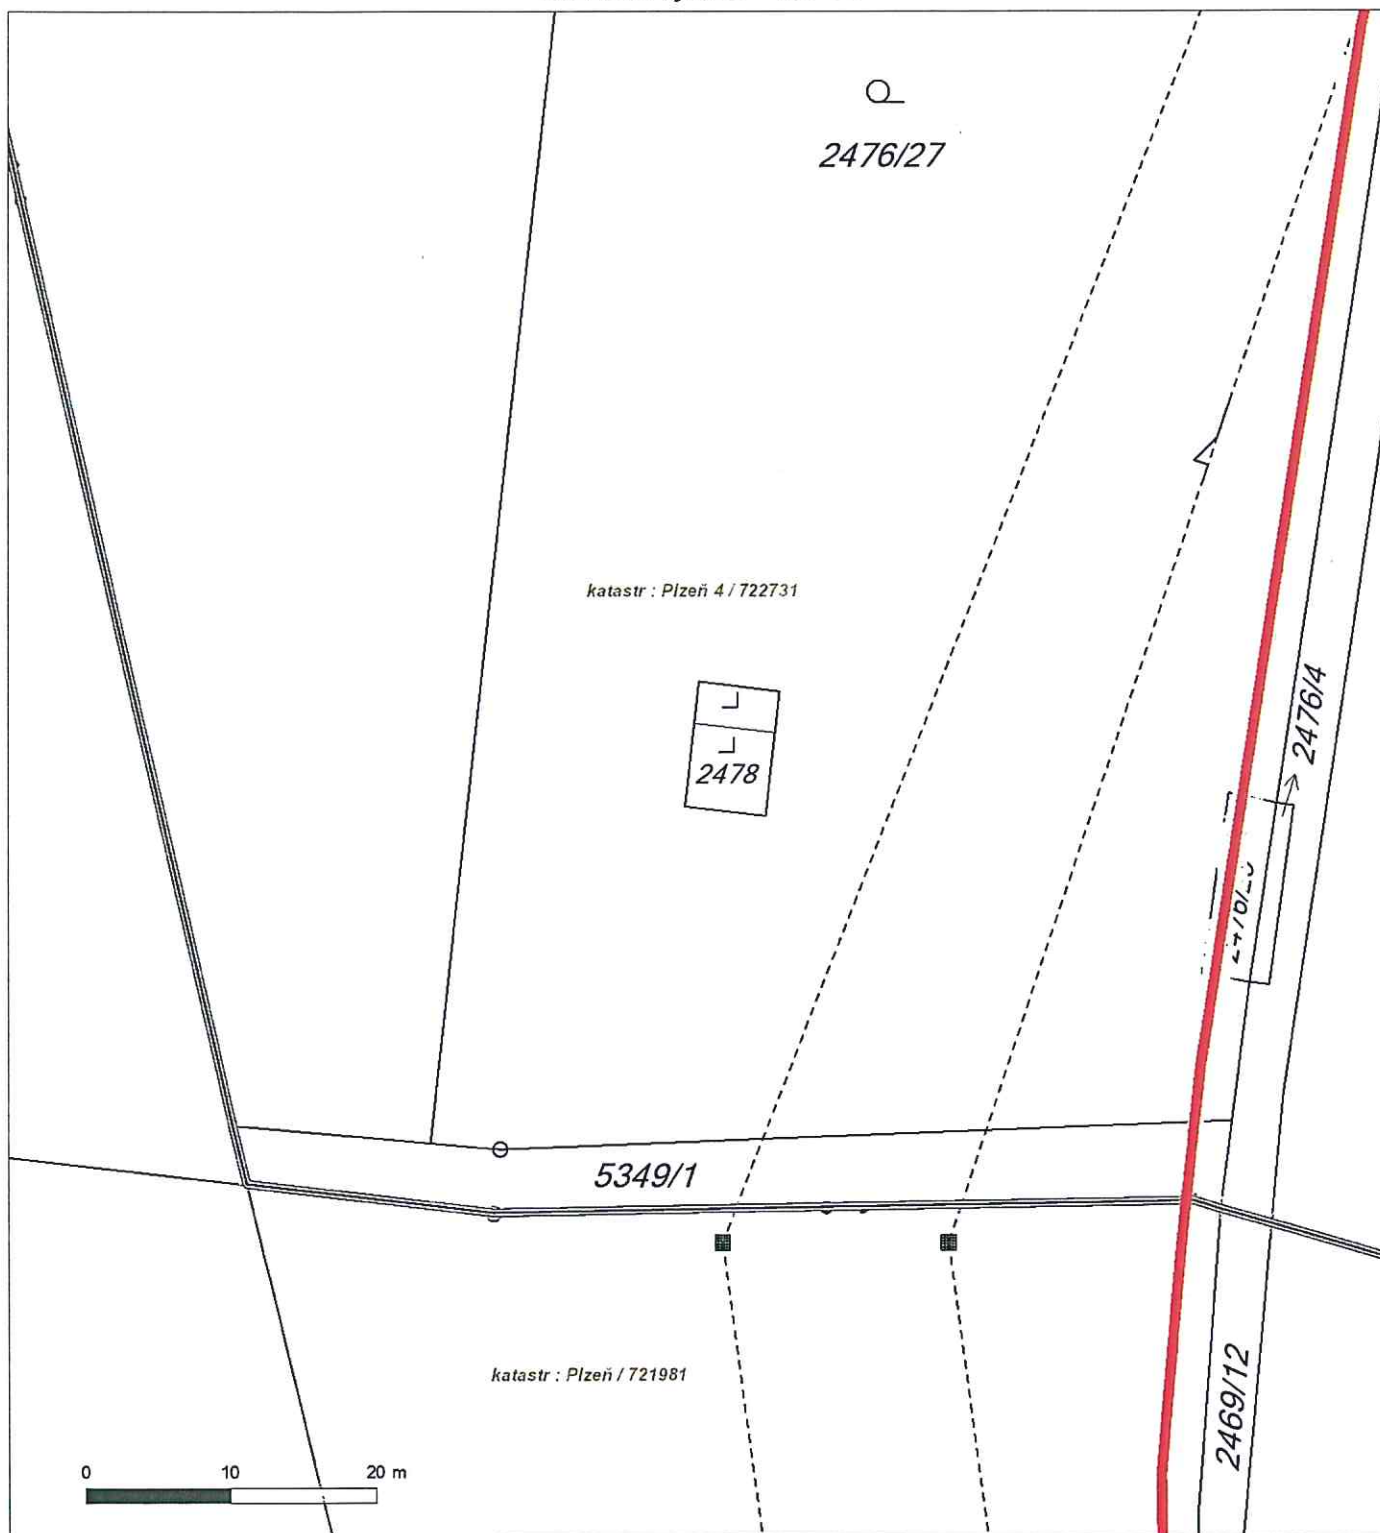 2476/27
katastr : Plzeň 4 / 722731
2478
2476/4
5349/1
katastr : Plzeň / 721981
2469/12
0 10 20 m